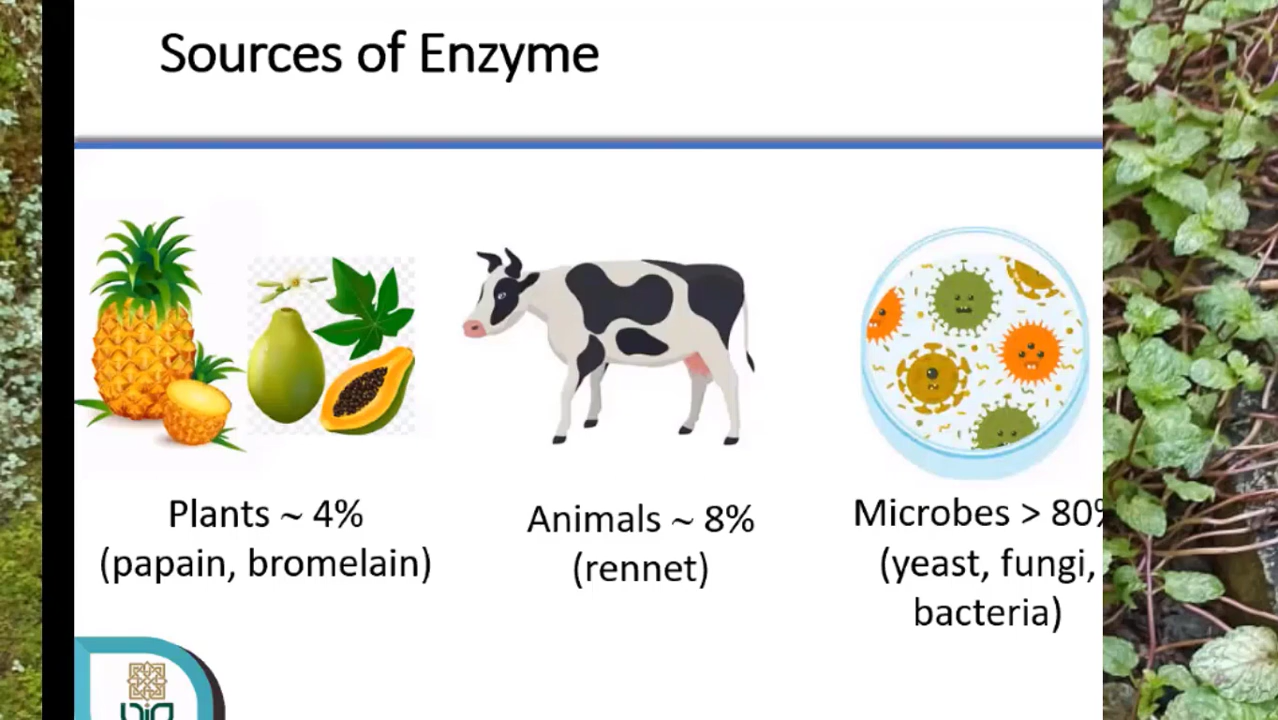 Sources of Enzyme
Plants ~ 4%
(papain, bromelain)
Animals ~ 8%
(rennet)
Microbes > 80%
(yeast, fungi,
bacteria)